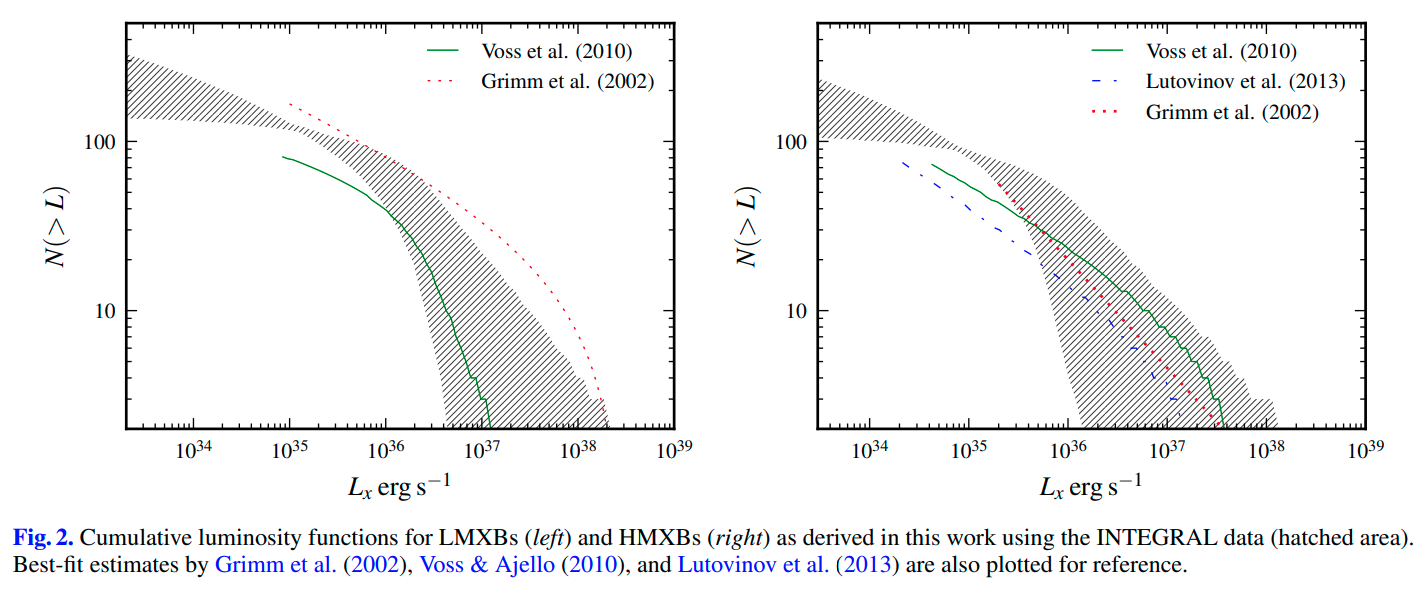 Voss et al. (2010)
Grimm et al. (2002)
100
10
N(> L)
10^34 10^35 10^36 10^37 10^38 10^39
L_x erg s^−1
Voss et al. (2010)
Lutovinov et al. (2013)
Grimm et al. (2002)
100
10
N(> L)
10^34 10^35 10^36 10^37 10^38 10^39
L_x erg s^−1
Fig. 2. Cumulative luminosity functions for LMXBs (left) and HMXBs (right) as derived in this work using the INTEGRAL data (hatched area).
Best-fit estimates by Grimm et al. (2002), Voss & Ajello (2010), and Lutovinov et al. (2013) are also plotted for reference.